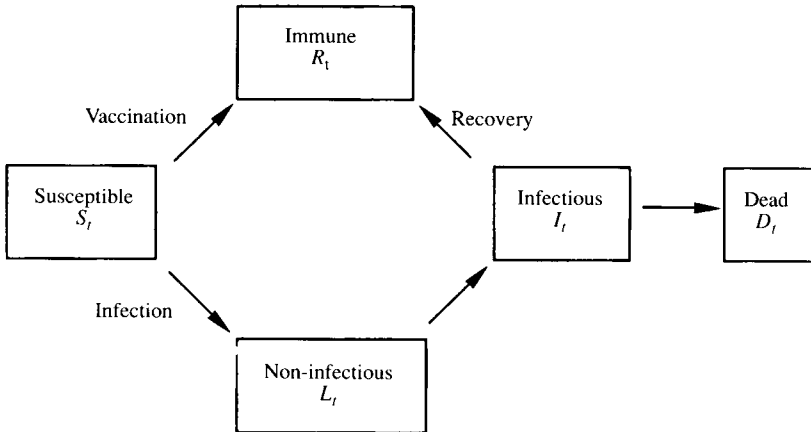 Immune
R_t
Vaccination
Recovery
Susceptible
S_t
Infectious
I_t
Dead
D_t
Infection
Non-infectious
L_t